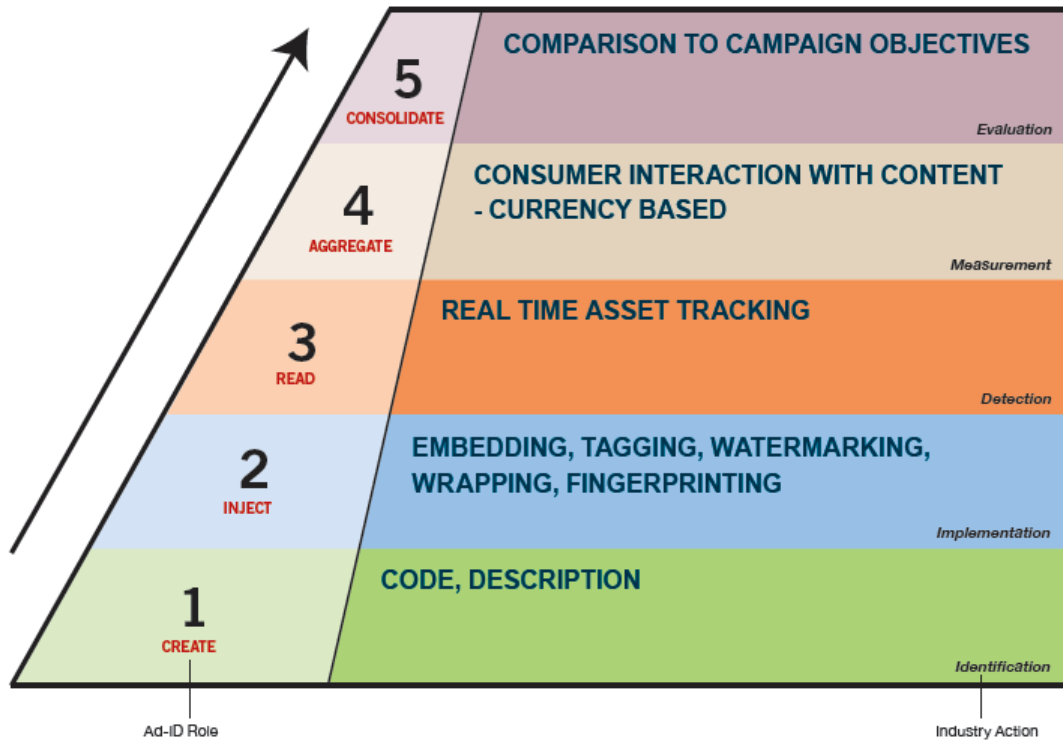 5
CONSOLIDATE
COMPARISON TO CAMPAIGN OBJECTIVES
Evaluation
4
AGGREGATE
CONSUMER INTERACTION WITH CONTENT
- CURRENCY BASED
Measurement
3
READ
REAL TIME ASSET TRACKING
Detection
2
INJECT
EMBEDDING, TAGGING, WATERMARKING,
WRAPPING, FINGERPRINTING
Implementation
1
CREATE
CODE, DESCRIPTION
Identification
Ad-ID Role
Industry Action